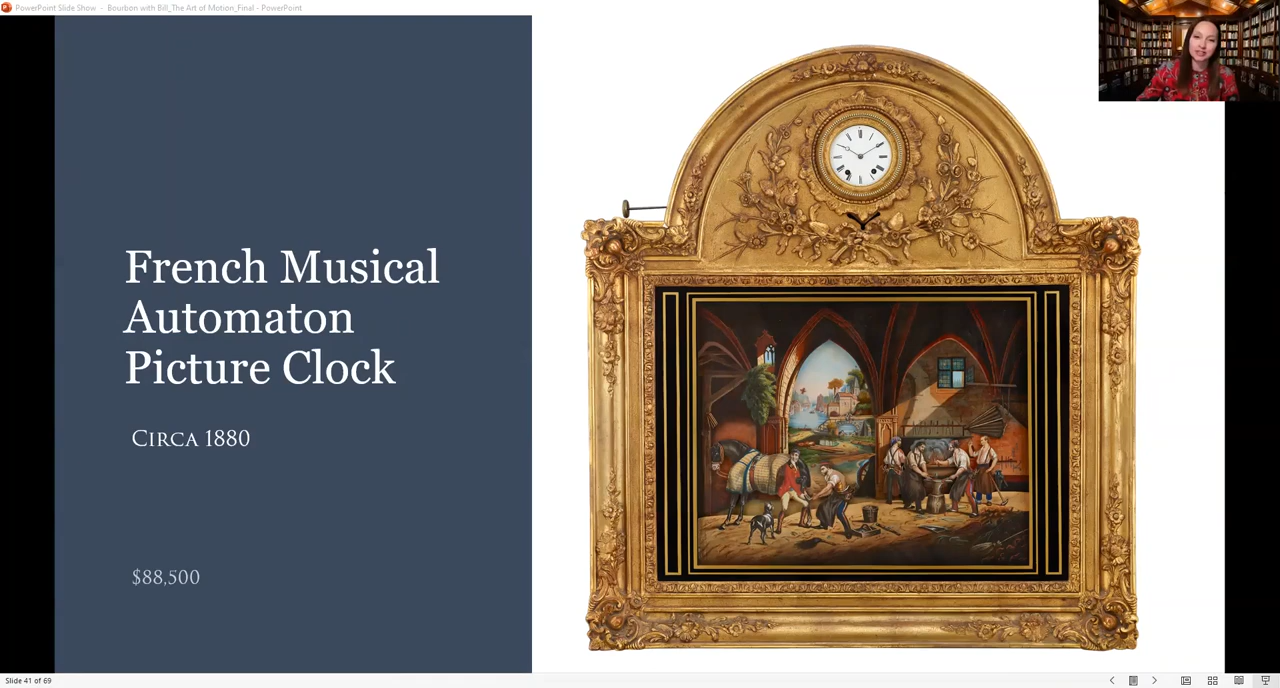 PowerPoint Slide Show - Bourbon with Bill_The Art of Motion_Final - PowerPoint
French Musical
Automaton
Picture Clock
Circa 1880
$88,500
Slide 41 of 69